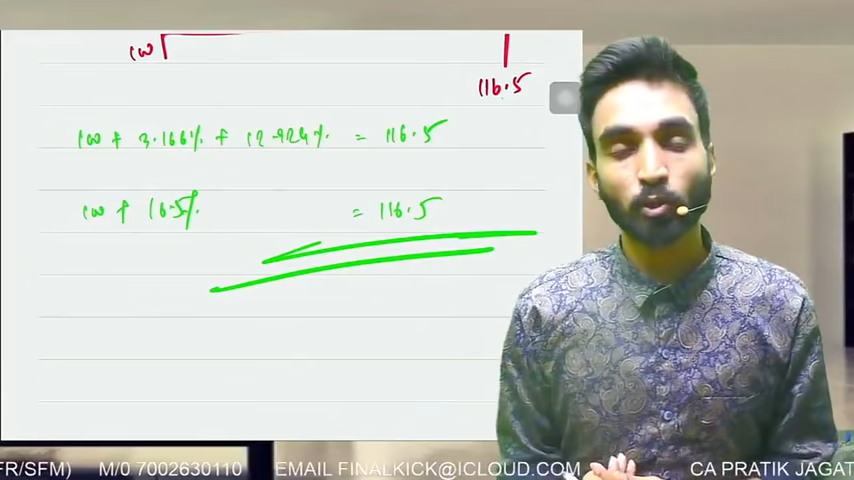 100
116.5
100 + 3.166% + 12.924% = 116.5
100 + 16.5% = 116.5
FR/SFM) M/0 7002630110 EMAIL FINALKICK@ICLOUD.COM CA PRATIK JAGAT